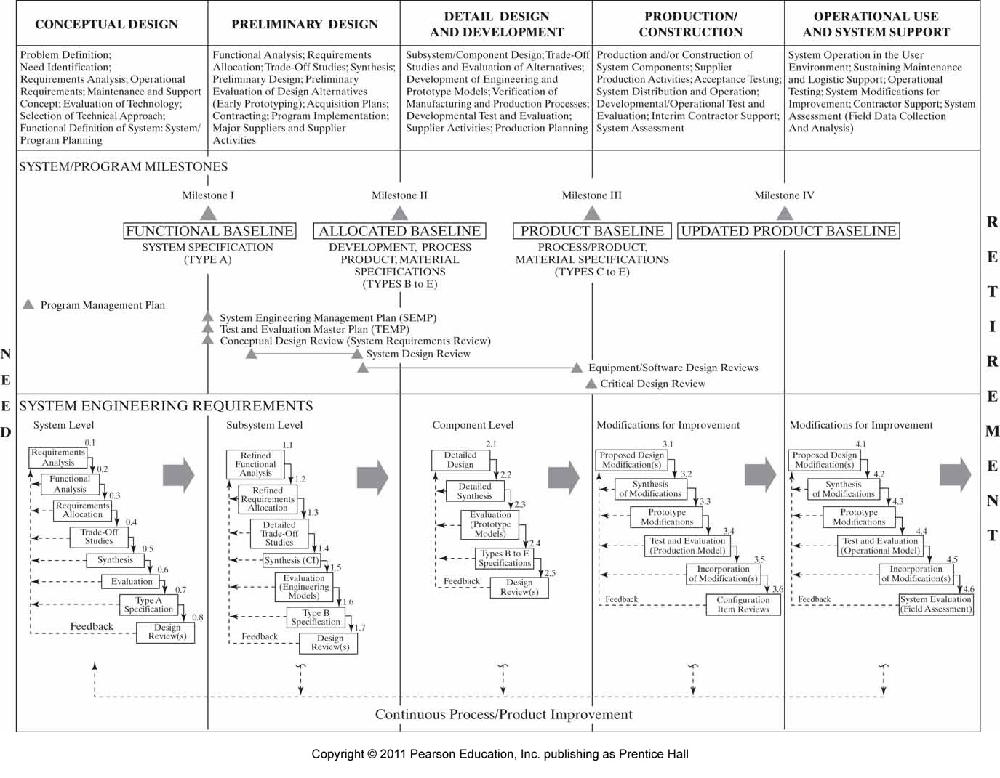 CONCEPTUAL DESIGN
PRELIMINARY DESIGN
DETAIL DESIGN
AND DEVELOPMENT
PRODUCTION/
CONSTRUCTION
OPERATIONAL USE
AND SYSTEM SUPPORT
Problem Definition;
Need Identification;
Requirements Analysis; Operational
Requirements; Maintenance and Support
Concept; Evaluation of Technology;
Selection of Technical Approach;
Functional Definition of System: System/
Program Planning
Functional Analysis; Requirements
Allocation; Trade-Off Studies; Synthesis;
Preliminary Design; Preliminary
Evaluation of Design Alternatives
(Early Prototyping); Acquisition Plans;
Contracting; Program Implementation;
Major Suppliers and Supplier
Activities
Subsystem/Component Design; Trade-Off
Studies and Evaluation of Alternatives;
Development of Engineering and
Prototype Models; Verification of
Manufacturing and Production Processes;
Developmental Test and Evaluation;
Supplier Activities; Production Planning
Production and/or Construction of
System Components; Supplier
Production Activities; Acceptance Testing;
System Distribution and Operation;
Developmental/Operational Test and
Evaluation; Interim Contractor Support;
System Assessment
System Operation in the User
Environment; Sustaining Maintenance
and Logistic Support; Operational
Testing; System Modifications for
Improvement; Contractor Support; System
Assessment (Field Data Collection
And Analysis)
SYSTEM/PROGRAM MILESTONES
Milestone I
Milestone II
Milestone III
Milestone IV
FUNCTIONAL BASELINE
ALLOCATED BASELINE
PRODUCT BASELINE
UPDATED PRODUCT BASELINE
SYSTEM SPECIFICATION
(TYPE A)
DEVELOPMENT, PROCESS
PRODUCT, MATERIAL
SPECIFICATIONS
(TYPES B to E)
PROCESS/PRODUCT,
MATERIAL SPECIFICATIONS
(TYPES C to E)
Program Management Plan
System Engineering Management Plan (SEMP)
Test and Evaluation Master Plan (TEMP)
Conceptual Design Review (System Requirements Review)
System Design Review
Equipment/Software Design Reviews
Critical Design Review
NEED
RETIREMENT
SYSTEM ENGINEERING REQUIREMENTS
System Level
0.1
Requirements
Analysis
0.2
Functional
Analysis
0.3
Requirements
Allocation
0.4
Trade-Off
Studies
0.5
Synthesis
0.6
Evaluation
0.7
Type A
Specification
0.8
Design
Review(s)
Feedback
Subsystem Level
1.1
Refined
Functional
Analysis
1.2
Refined
Requirements
Allocation
1.3
Detailed
Trade-Off
Studies
1.4
Synthesis (CI)
1.5
Evaluation
(Engineering
Models)
1.6
Type B
Specification
1.7
Design
Review(s)
Feedback
Component Level
2.1
Detailed
Design
2.2
Detailed
Synthesis
2.3
Evaluation
(Prototype
Models)
2.4
Types B to E
Specifications
2.5
Design
Review(s)
Feedback
Modifications for Improvement
3.1
Proposed Design
Modification(s)
3.2
Synthesis
of Modifications
3.3
Prototype
Modifications
3.4
Test and Evaluation
(Production Model)
3.5
Incorporation
of Modification(s)
3.6
Configuration
Item Reviews
Feedback
Modifications for Improvement
4.1
Proposed Design
Modification(s)
4.2
Synthesis
of Modifications
4.3
Prototype
Modifications
4.4
Test and Evaluation
(Operational Model)
4.5
Incorporation
of Modification(s)
4.6
System Evaluation
(Field Assessment)
Feedback
Continuous Process/Product Improvement
Copyright © 2011 Pearson Education, Inc. publishing as Prentice Hall